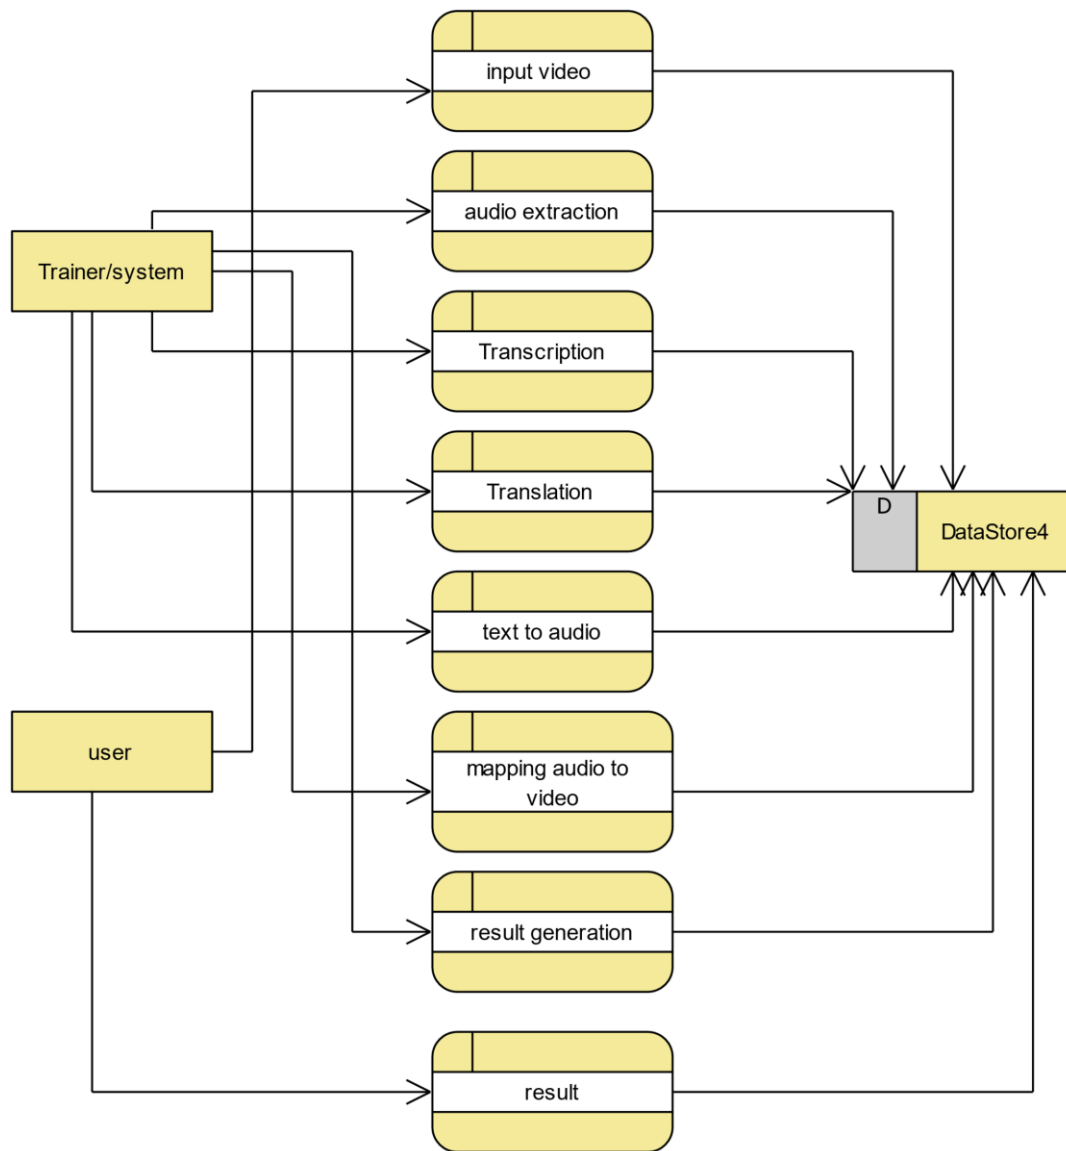 input video
audio extraction
Trainer/system
Transcription
Translation
D
DataStore4
text to audio
user
mapping audio to
video
result generation
result